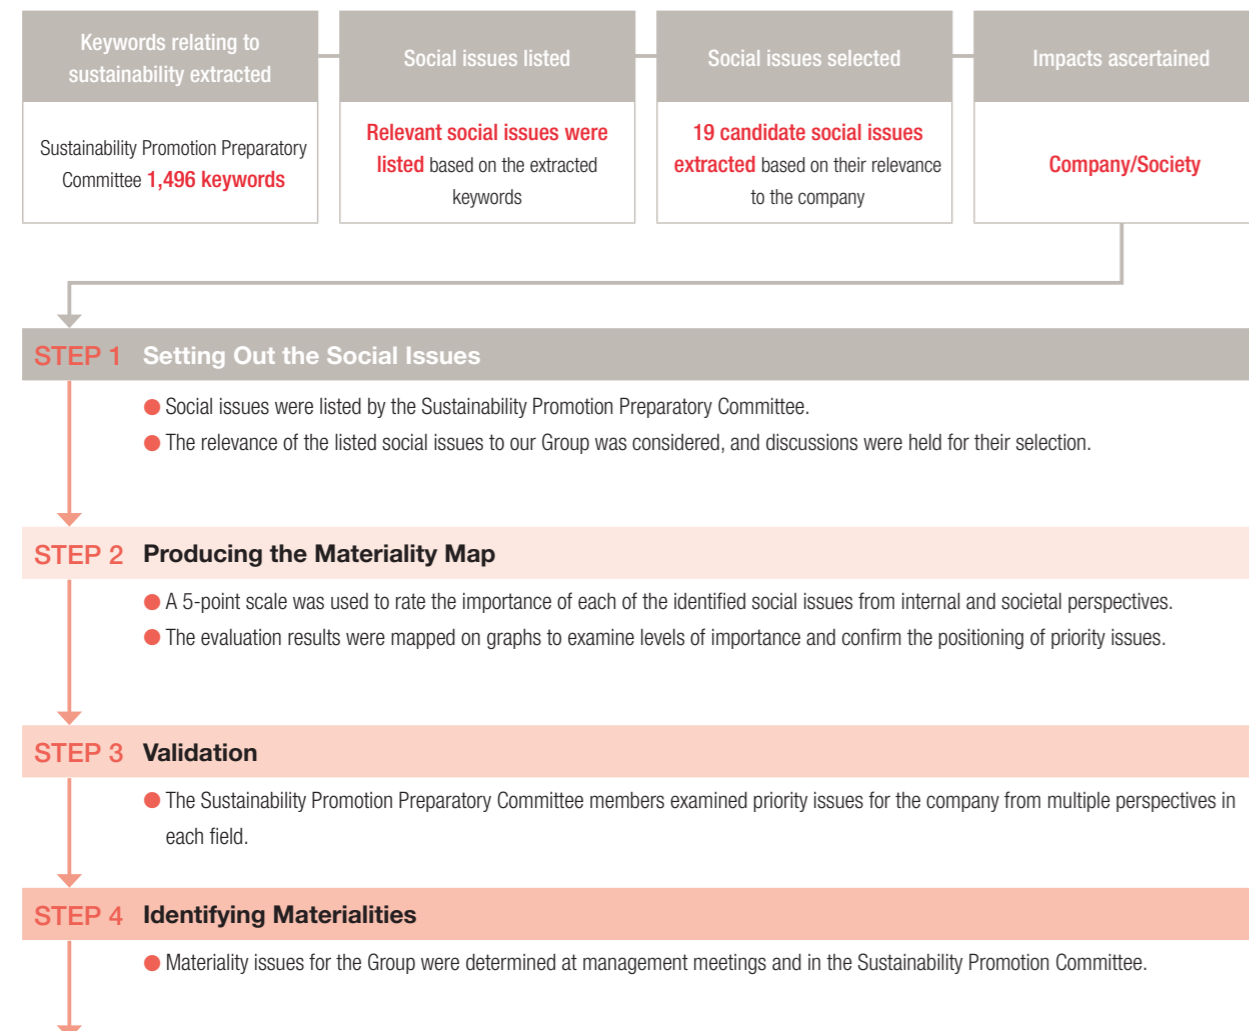 Keywords relating to
sustainability extracted
Sustainability Promotion Preparatory
Committee 1,496 keywords
Social issues listed
Relevant social issues were
listed based on the extracted
keywords
Social issues selected
19 candidate social issues
extracted based on their relevance
to the company
Impacts ascertained
Company/Society
STEP 1 Setting Out the Social Issues
● Social issues were listed by the Sustainability Promotion Preparatory Committee.
● The relevance of the listed social issues to our Group was considered, and discussions were held for their selection.
STEP 2 Producing the Materiality Map
● A 5-point scale was used to rate the importance of each of the identified social issues from internal and societal perspectives.
● The evaluation results were mapped on graphs to examine levels of importance and confirm the positioning of priority issues.
STEP 3 Validation
● The Sustainability Promotion Preparatory Committee members examined priority issues for the company from multiple perspectives in
each field.
STEP 4 Identifying Materialities
● Materiality issues for the Group were determined at management meetings and in the Sustainability Promotion Committee.